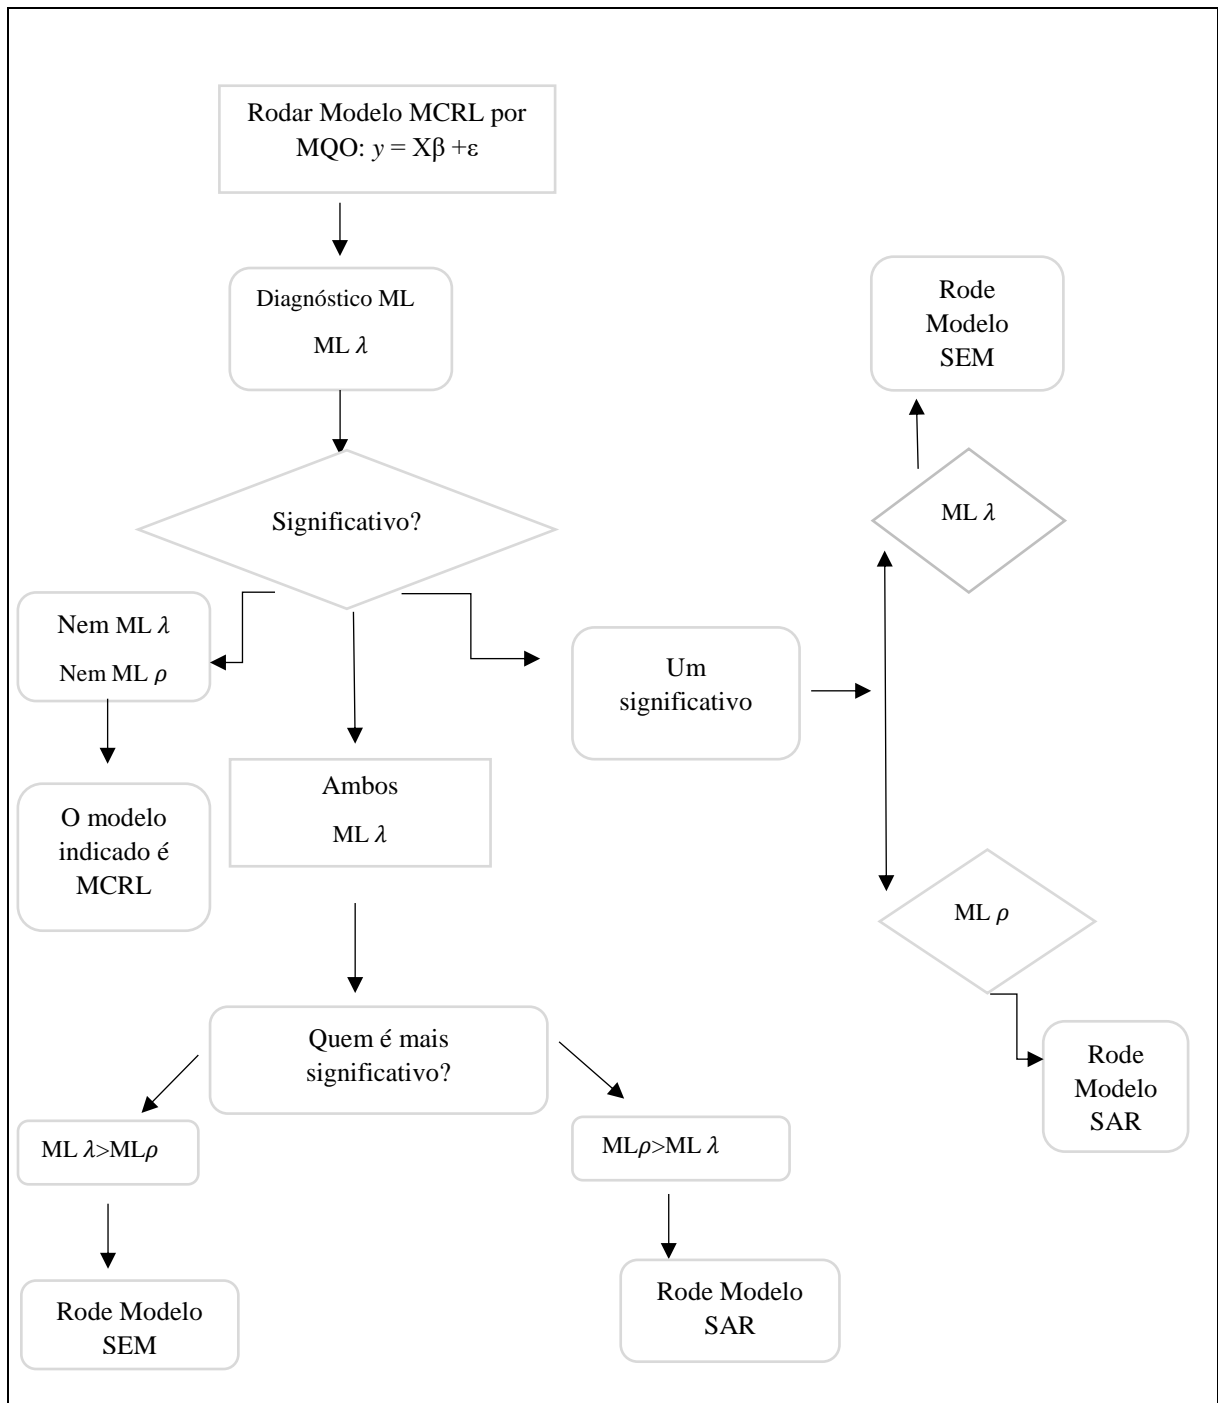 Rodar Modelo MCRL por
MQO: y = Xβ +ε
Diagnóstico ML
ML λ
Significativo?
Nem ML λ
Nem ML ρ
O modelo
indicado é
MCRL
Ambos
ML λ
Um
significativo
Rode
Modelo
SEM
ML λ
ML ρ
Rode
Modelo
SAR
Quem é mais
significativo?
ML λ>MLρ
MLρ>ML λ
Rode Modelo
SEM
Rode Modelo
SAR